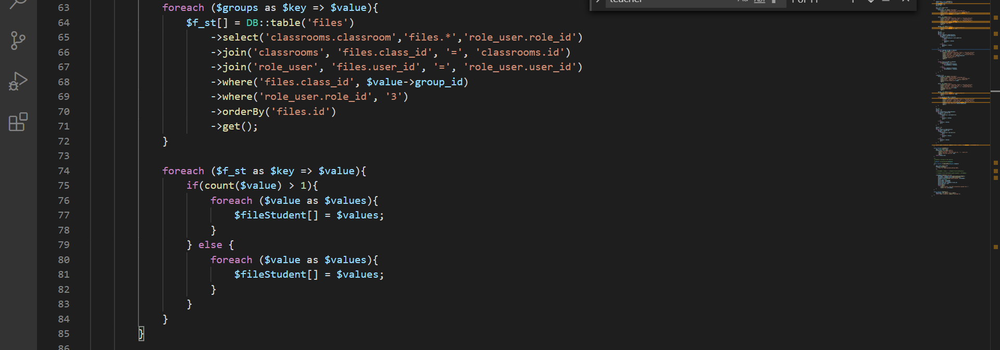 teacher
63 foreach ($groups as $key => $value){
64 $f_st[] = DB::table('files')
65 ->select('classrooms.classroom','files.*','role_user.role_id')
66 ->join('classrooms', 'files.class_id', '=', 'classrooms.id')
67 ->join('role_user', 'files.user_id', '=', 'role_user.user_id')
68 ->where('files.class_id', $value->group_id)
69 ->where('role_user.role_id', '3')
70 ->orderBy('files.id')
71 ->get();
72 }
73
74 foreach ($f_st as $key => $value){
75 if(count($value) > 1){
76 foreach ($value as $values){
77 $fileStudent[] = $values;
78 }
79 } else {
80 foreach ($value as $values){
81 $fileStudent[] = $values;
82 }
83 }
84 }
85 }
86